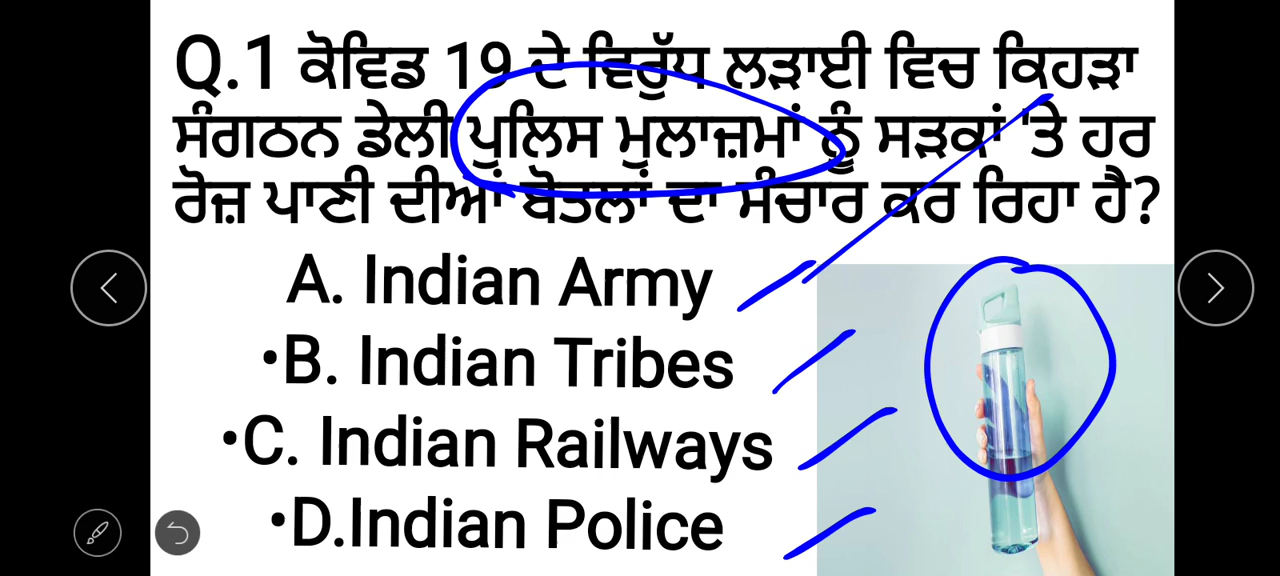 Q.1 ਕੋਵਿਡ 19 ਦੇ ਵਿਰੁੱਧ ਲੜਾਈ ਵਿਚ ਕਿਹੜਾ
ਸੰਗਠਨ ਡੇਲੀ ਪੁਲਿਸ ਮੁਲਾਜ਼ਮਾਂ ਨੂੰ ਸੜਕਾਂ 'ਤੇ ਹਰ
ਰੋਜ਼ ਪਾਣੀ ਦੀਆਂ ਬੋਤਲਾਂ ਦਾ ਸੰਚਾਰ ਕਰ ਰਿਹਾ ਹੈ?
A. Indian Army
•B. Indian Tribes
•C. Indian Railways
•D.Indian Police